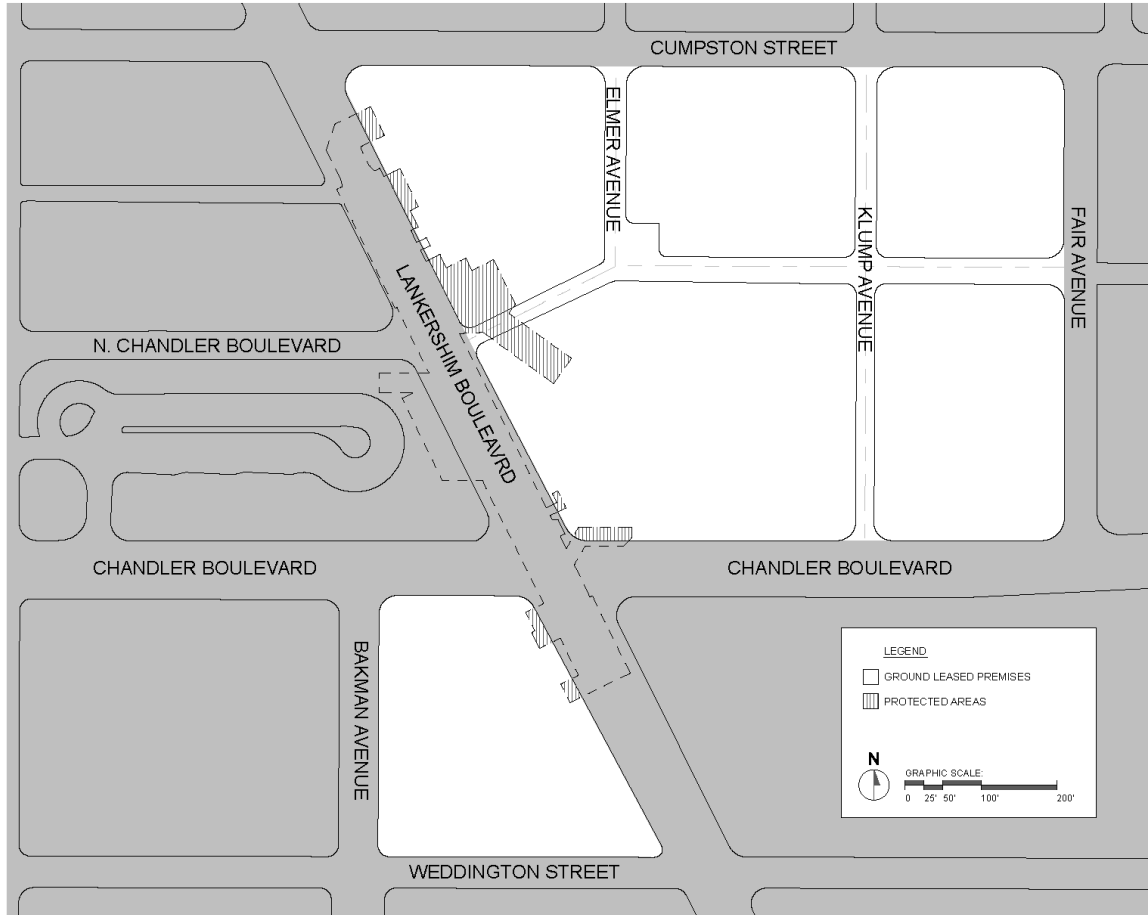 CUMPSTON STREET
ELMER AVENUE
KLUMP AVENUE
FAIR AVENUE
LANKERSHIM BOULEAVRD
N. CHANDLER BOULEVARD
CHANDLER BOULEVARD
CHANDLER BOULEVARD
BAKMAN AVENUE
WEDDINGTON STREET
LEGEND
GROUND LEASED PREMISES
PROTECTED AREAS
N
GRAPHIC SCALE:
0 25' 50' 100' 200'